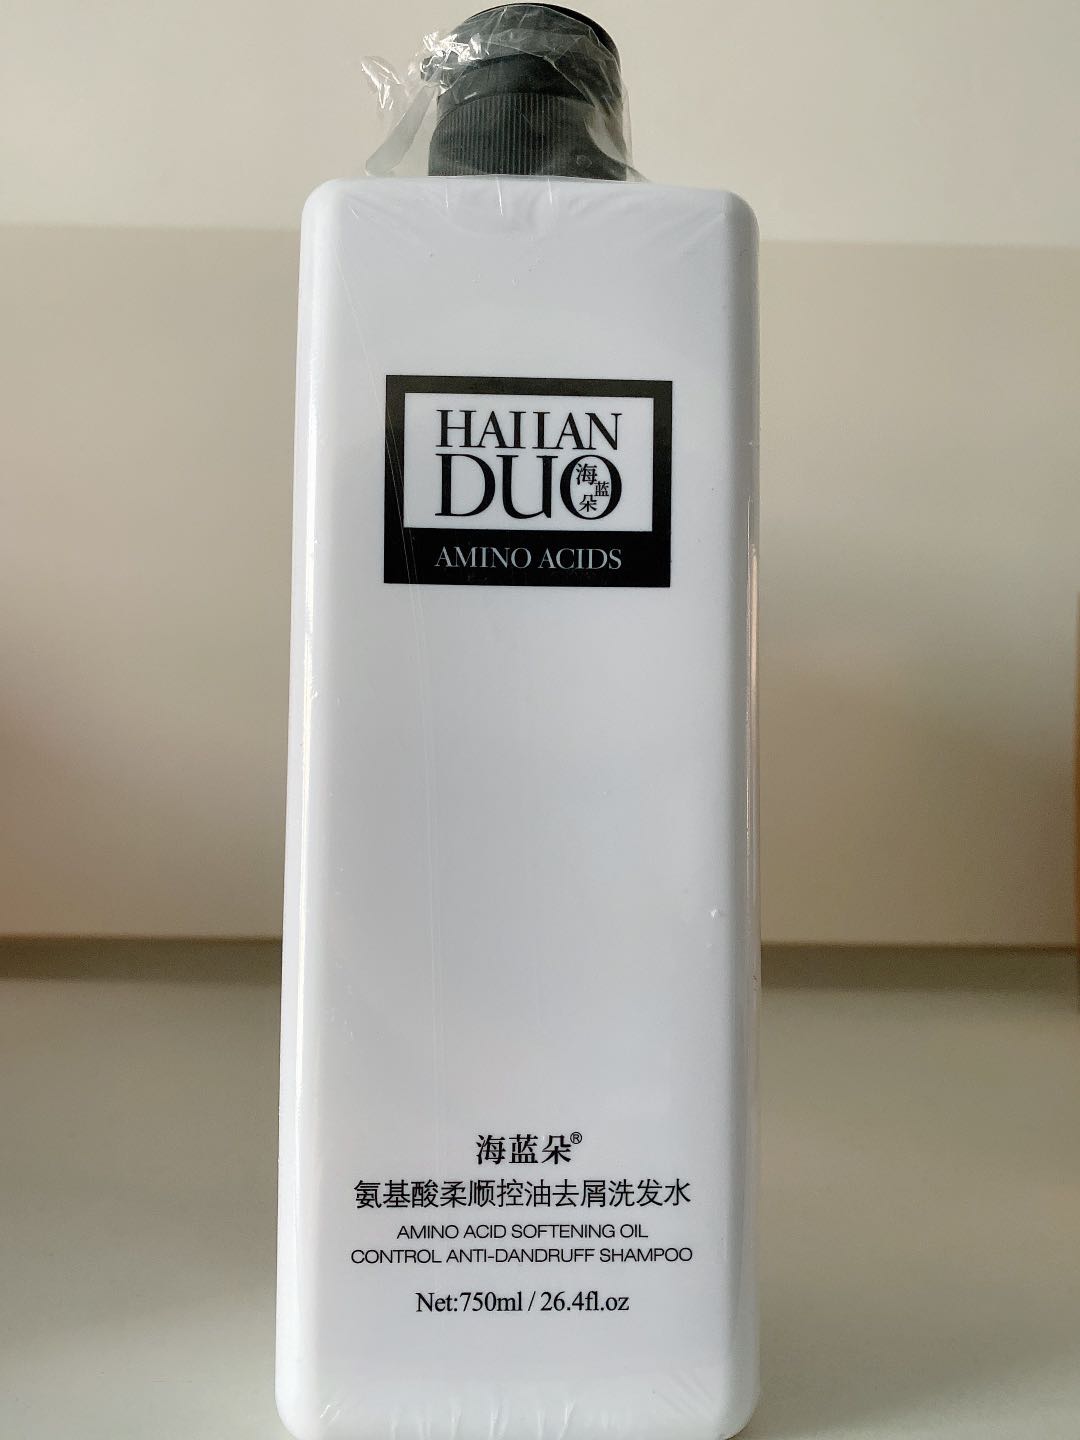 HAILAN
DUO
海蓝朵
AMINO ACIDS
海蓝朵®
氨基酸柔顺控油去屑洗发水
AMINO ACID SOFTENING OIL
CONTROL ANTI-DANDRUFF SHAMPOO
Net:750ml / 26.4fl.oz